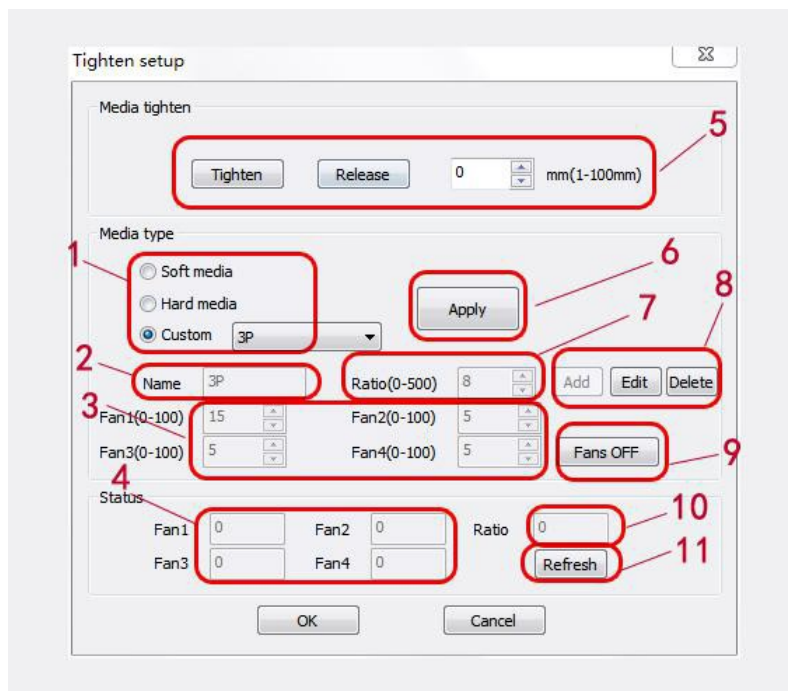 Tighten setup
Media tighten
5
Tighten Release 0 mm(1-100mm)
Media type
1
6
Soft media
8
Hard media
Apply
7
Custom 3P
2
Name 3P Ratio(0-500) 8 Add Edit Delete
3
Fan1(0-100) 15 Fan2(0-100) 5
Fan3(0-100) 5 Fan4(0-100) 5 Fans OFF 9
4
Status
10
Fan1 0 Fan2 0 Ratio 0
11
Fan3 0 Fan4 0 Refresh
OK Cancel